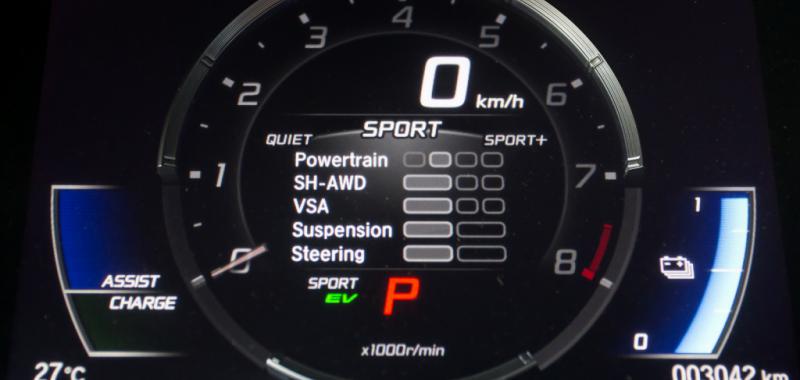 4
3 5
2 6
1 7
0 8
0 km/h
QUIET SPORT SPORT+
Powertrain
SH-AWD
VSA
Suspension
Steering
SPORT
EV
P
x1000r/min
ASSIST
CHARGE
1
0
27°C
003042 km